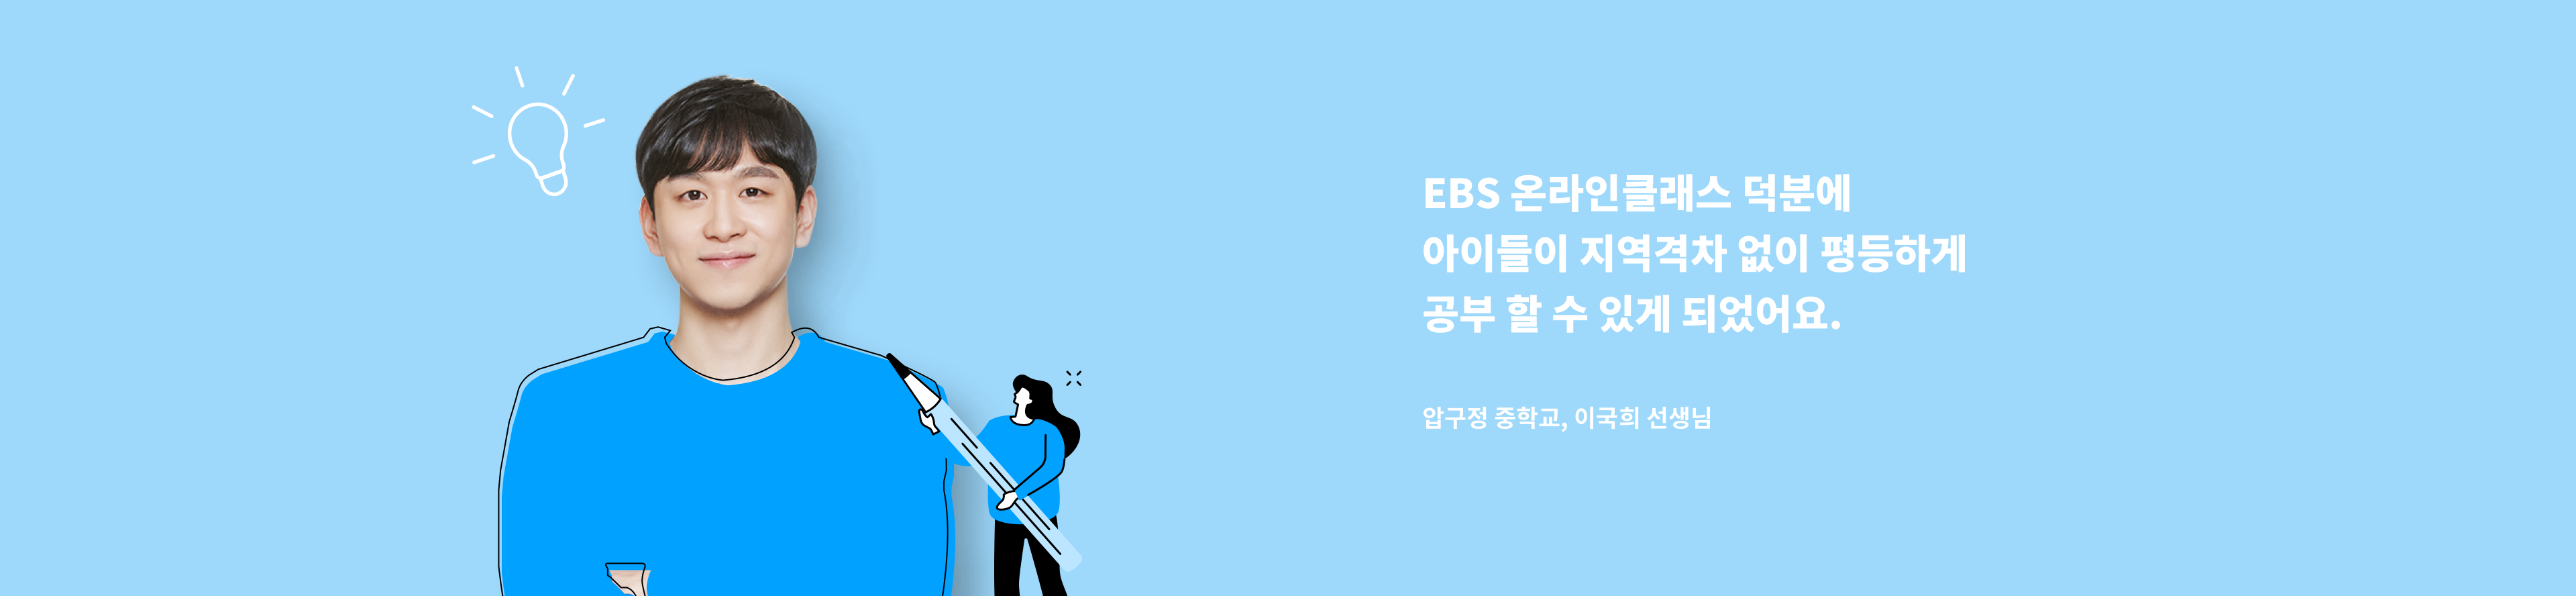 EBS 온라인클래스 덕분에
아이들이 지역격차 없이 평등하게
공부 할 수 있게 되었어요.
압구정 중학교, 이국희 선생님